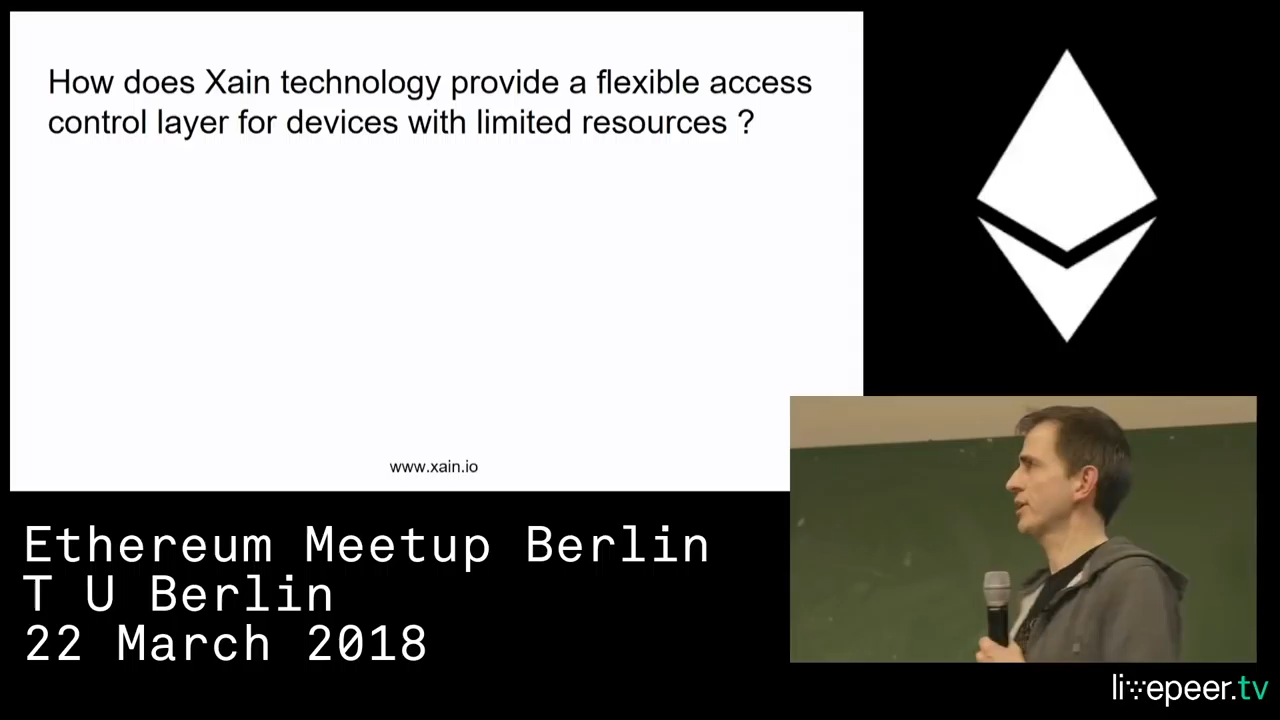 How does Xain technology provide a flexible access
control layer for devices with limited resources ?
www.xain.io
Ethereum Meetup Berlin
T U Berlin
22 March 2018
livepeer.tv